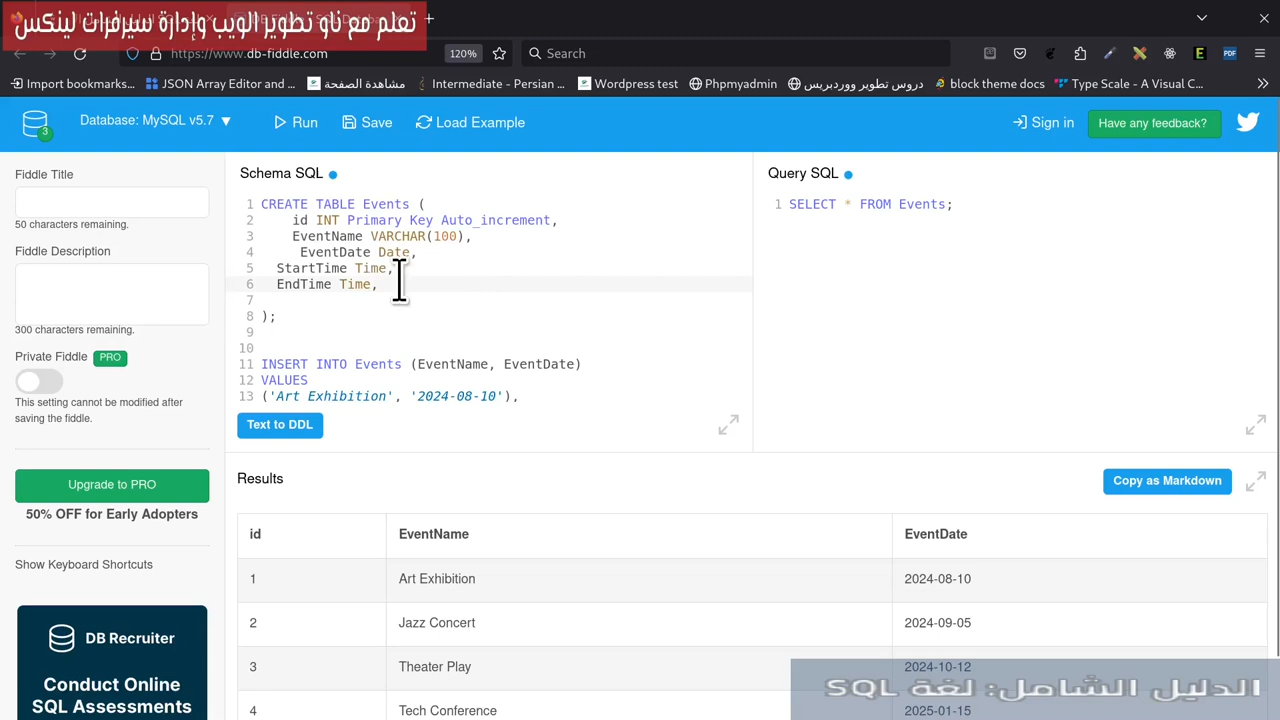 تعلم مع ناو تطوير الويب وإدارة سيرفرات لينكس
https://www.db-fiddle.com
120%
Search
Import bookmarks...
JSON Array Editor and ...
مشاهدة الصفحة
Intermediate - Persian ...
Wordpress test
Phpmyadmin
دروس تطوير ووردبريس
block theme docs
Type Scale - A Visual C...
3
Database: MySQL v5.7 ▼
Run
Save
Load Example
Sign in
Have any feedback?
Fiddle Title
50 characters remaining.
Fiddle Description
300 characters remaining.
Private Fiddle PRO
This setting cannot be modified after
saving the fiddle.
Upgrade to PRO
50% OFF for Early Adopters
Show Keyboard Shortcuts
DB Recruiter
Conduct Online
SQL Assessments
Schema SQL
1 CREATE TABLE Events (
2 id INT Primary Key Auto_increment,
3 EventName VARCHAR(100),
4 EventDate Date,
5 StartTime Time,
6 EndTime Time,
7
8 );
9
10
11 INSERT INTO Events (EventName, EventDate)
12 VALUES
13 ('Art Exhibition', '2024-08-10'),
Text to DDL
Query SQL
1 SELECT * FROM Events;
Results
Copy as Markdown
id EventName EventDate
1 Art Exhibition 2024-08-10
2 Jazz Concert 2024-09-05
3 Theater Play 2024-10-12
4 Tech Conference 2025-01-15
الدليل الشامل: لغة SQL